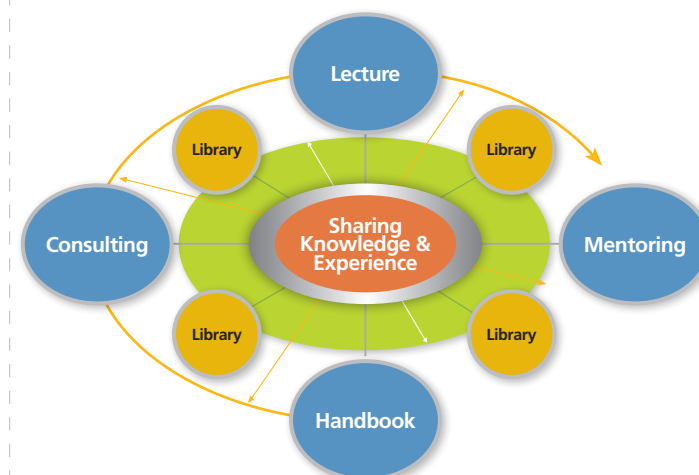 Lecture
Library
Library
Consulting
Sharing
Knowledge &
Experience
Mentoring
Library
Library
Handbook